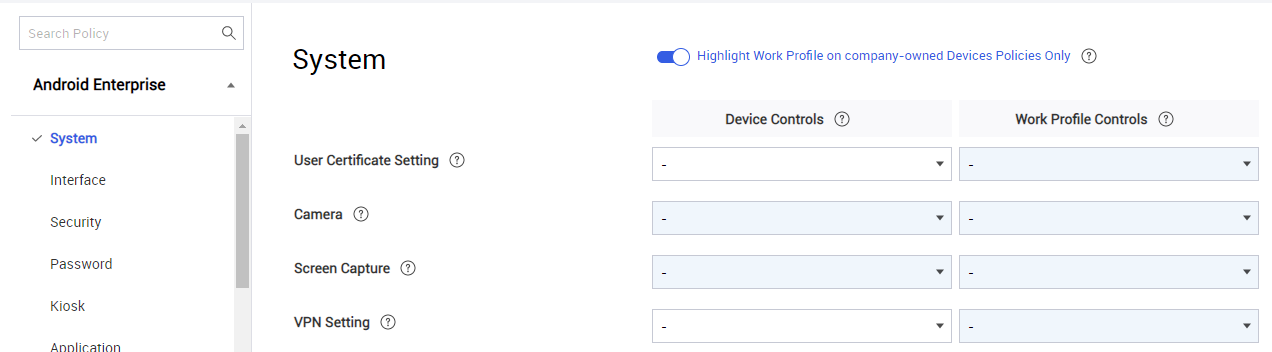 Search Policy
Android Enterprise
System
Interface
Security
Password
Kiosk
Application
System
Highlight Work Profile on company-owned Devices Policies Only ?
Device Controls ? Work Profile Controls ?
User Certificate Setting ? - -
Camera ? - -
Screen Capture ? - -
VPN Setting ? - -